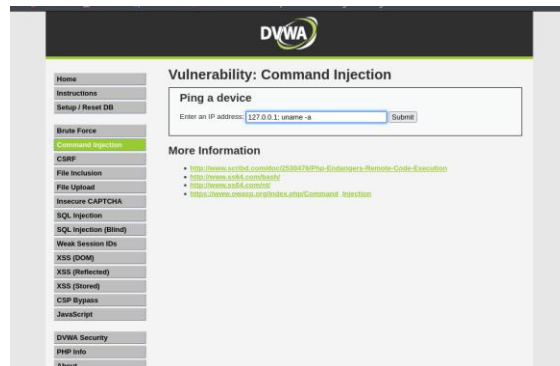 DVWA
Home
Instructions
Setup / Reset DB
Brute Force
Command Injection
CSRF
File Inclusion
File Upload
Insecure CAPTCHA
SQL Injection
SQL Injection (Blind)
Weak Session IDs
XSS (DOM)
XSS (Reflected)
XSS (Stored)
CSP Bypass
JavaScript
DVWA Security
PHP Info
About
Vulnerability: Command Injection
Ping a device
Enter an IP address: 127.0.0.1; uname -a Submit
More Information
http://www.scribd.com/doc/2530476/Php-Endangers-Remote-Code-Execution
http://www.ss64.com/bash/
http://www.ss64.com/nt/
https://www.owasp.org/index.php/Command_Injection